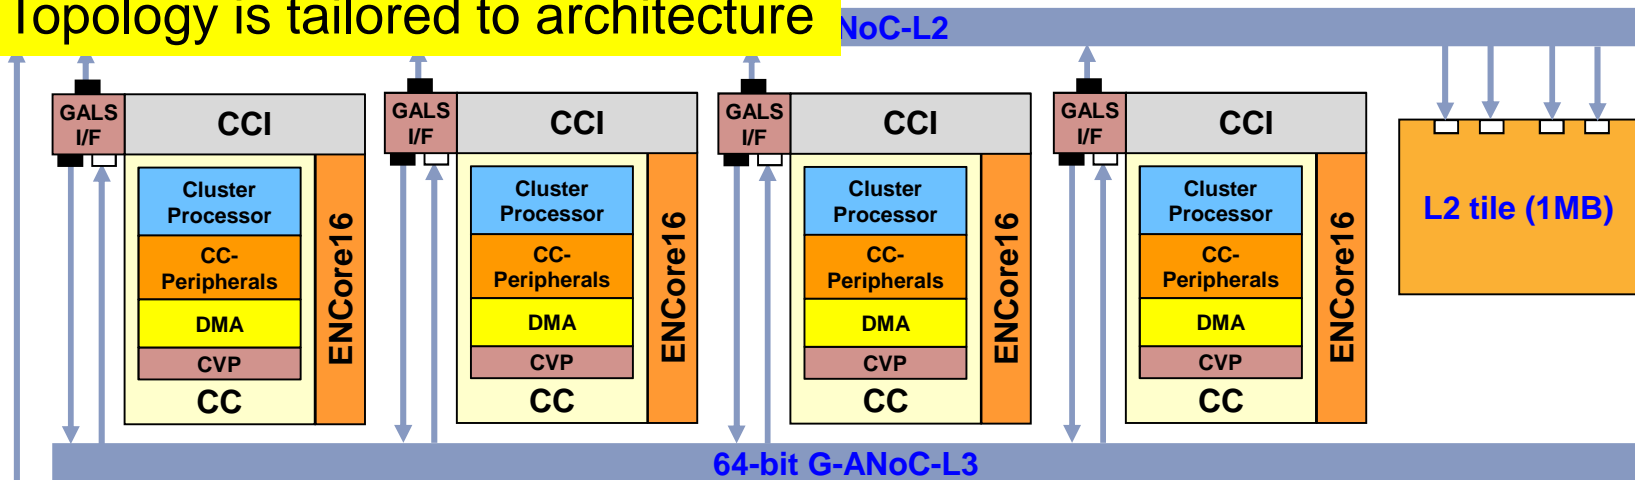 Topology is tailored to architecture
NoC-L2
GALS
I/F
CCI
Cluster
Processor
CC-
Peripherals
DMA
CVP
CC
ENCore16
GALS
I/F
CCI
Cluster
Processor
CC-
Peripherals
DMA
CVP
CC
ENCore16
GALS
I/F
CCI
Cluster
Processor
CC-
Peripherals
DMA
CVP
CC
ENCore16
GALS
I/F
CCI
Cluster
Processor
CC-
Peripherals
DMA
CVP
CC
ENCore16
L2 tile (1MB)
64-bit G-ANoC-L3